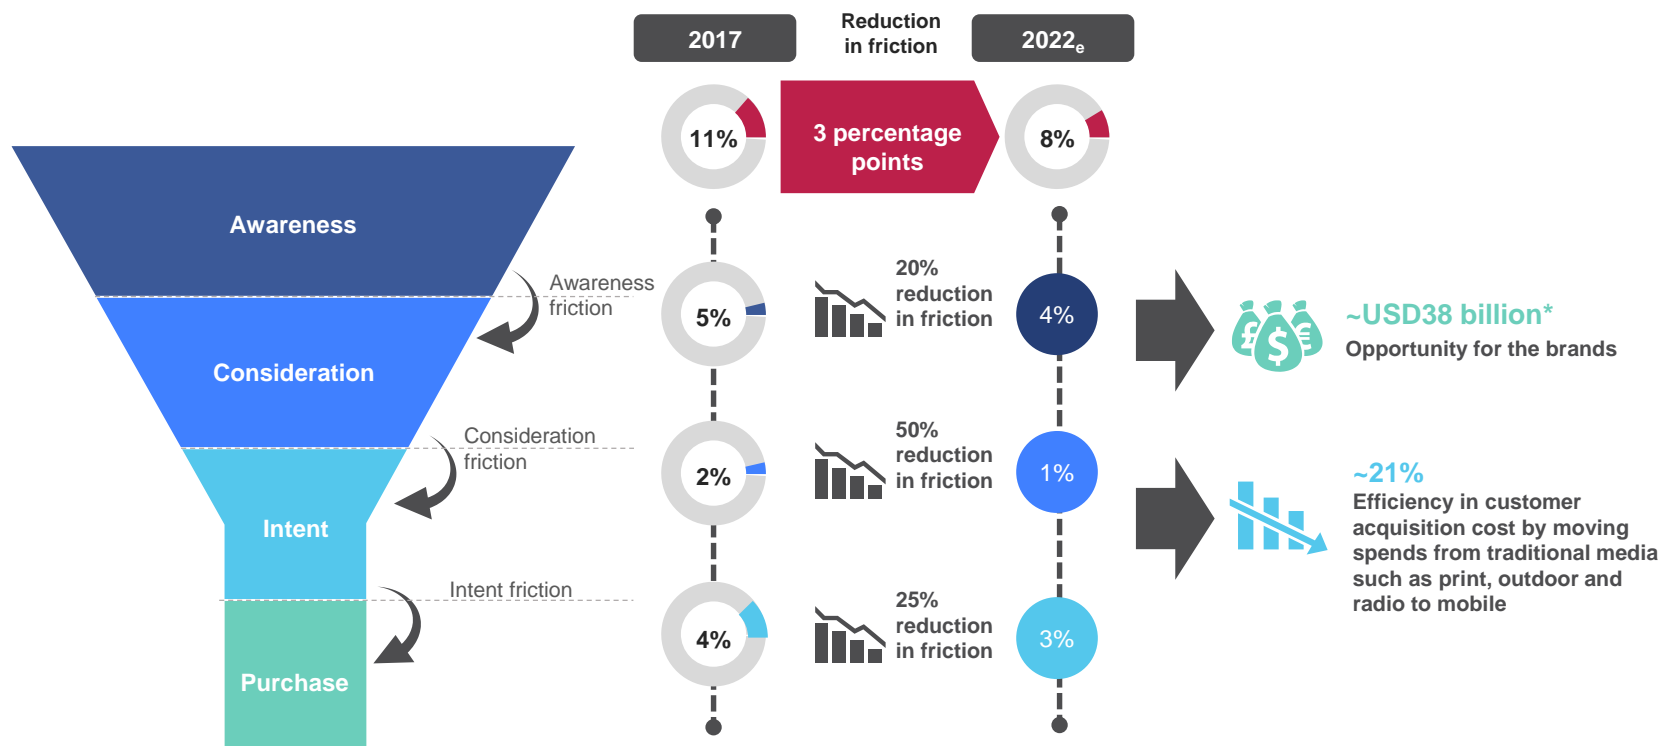 2017
Reduction
in friction
2022e
11%
3 percentage
points
8%
Awareness
Awareness
friction
5%
20%
reduction
in friction
4%
~USD38 billion*
Opportunity for the brands
Consideration
Consideration
friction
2%
50%
reduction
in friction
1%
~21%
Efficiency in customer
acquisition cost by moving
spends from traditional media
such as print, outdoor and
radio to mobile
Intent
Intent friction
4%
25%
reduction
in friction
3%
Purchase
£
$
€